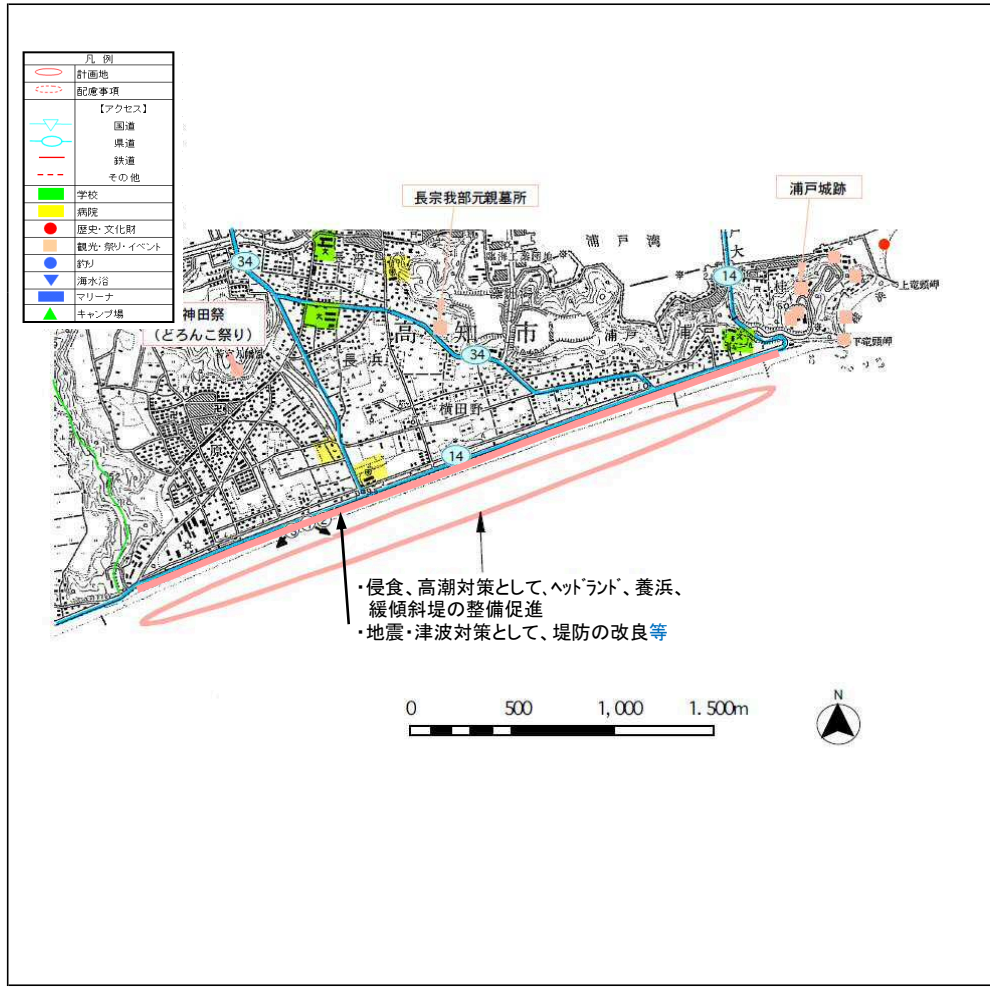 凡 例
計画地
配慮事項
【アクセス】
国道
県道
鉄道
その他
学校
病院
歴史・文化財
観光・祭り・イベント
釣り
海水浴
マリーナ
キャンプ場
長宗我部元親墓所
浦戸城跡
神田祭
(どろんこ祭り)
浦戸湾
34
14
上竜頭岬
下竜頭岬
高知市
浦戸
浦戸
長浜
34
横田野
原
14
・侵食、高潮対策として、ヘッドランド、養浜、
緩傾斜堤の整備促進
・地震・津波対策として、堤防の改良等
0 500 1,000 1.500m
N